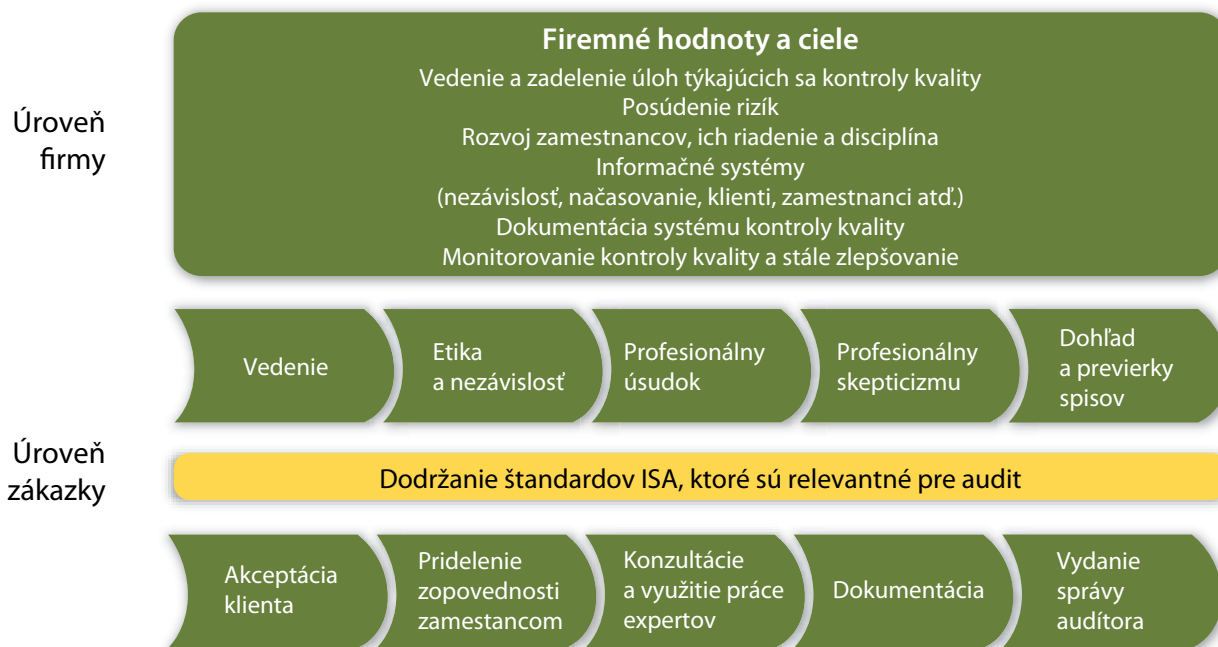 Úroveň
firmy
Firemné hodnoty a ciele
Vedenie a zadelenie úloh týkajúcich sa kontroly kvality
Posúdenie rizík
Rozvoj zamestnancov, ich riadenie a disciplína
Informačné systémy
(nezávislosť, načasovanie, klienti, zamestnanci atď.)
Dokumentácia systému kontroly kvality
Monitorovanie kontroly kvality a stále zlepšovanie
Úroveň
zákazky
Vedenie
Etika
a nezávislosť
Profesionálny
úsudok
Profesionálny
skepticizmu
Dohľad
a previerky
spisov
Dodržanie štandardov ISA, ktoré sú relevantné pre audit
Akceptácia
klienta
Pridelenie
zopovednosti
zamestancom
Konzultácie
a využitie práce
expertov
Dokumentácia
Vydanie
správy
audítora